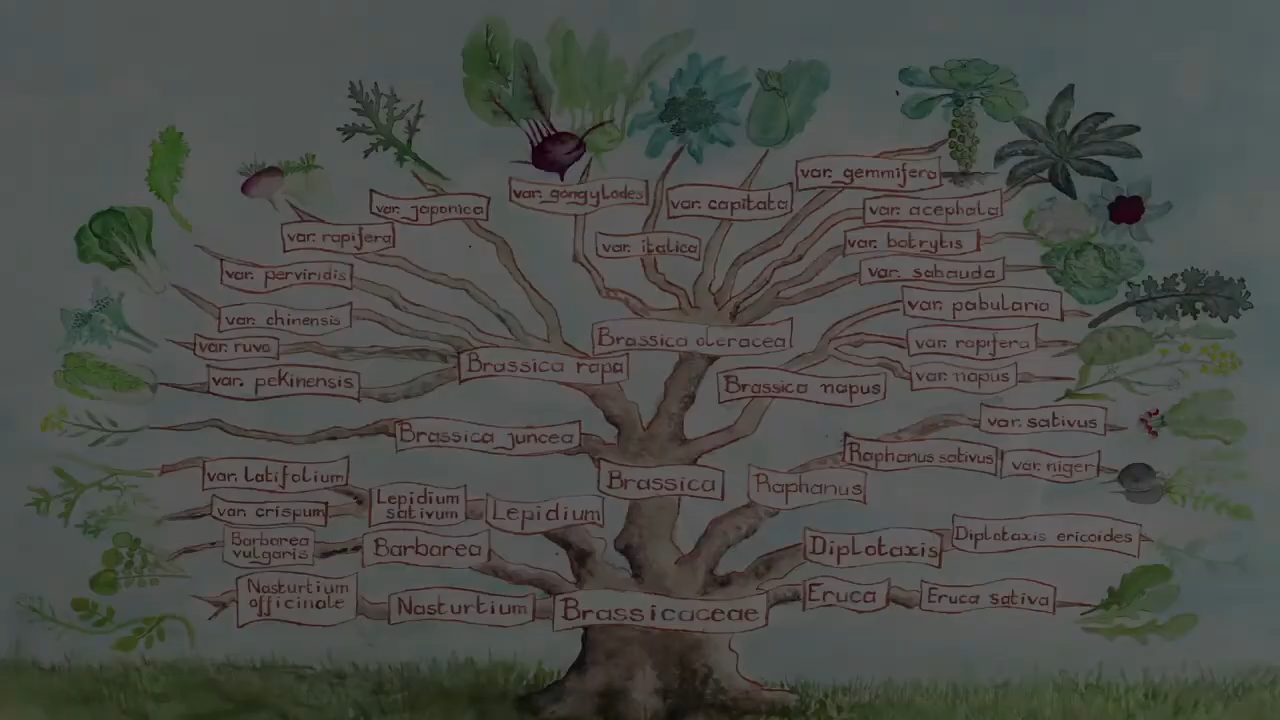 var. gemmifera
var. gongylodes
var. capitata
var. japonica
var. acephala
var. rapifera
var. italica
var. botrytis
var. perviridis
var. sabauda
var. pabularia
var. chinensis
Brassica oleracea
var. ruvo
var. rapifera
Brassica rapa
var. pekinensis
Brassica napus
var. napus
var. sativus
Brassica juncea
Raphanus sativus
var. niger
var. latifolium
Brassica
Raphanus
Lepidium
sativum
Lepidium
var. crispum
Diplotaxis ericoides
Barbarea
vulgaris
Barbarea
Diplotaxis
Nasturtium
officinale
Nasturtium
Brassicaceae
Eruca
Eruca sativa